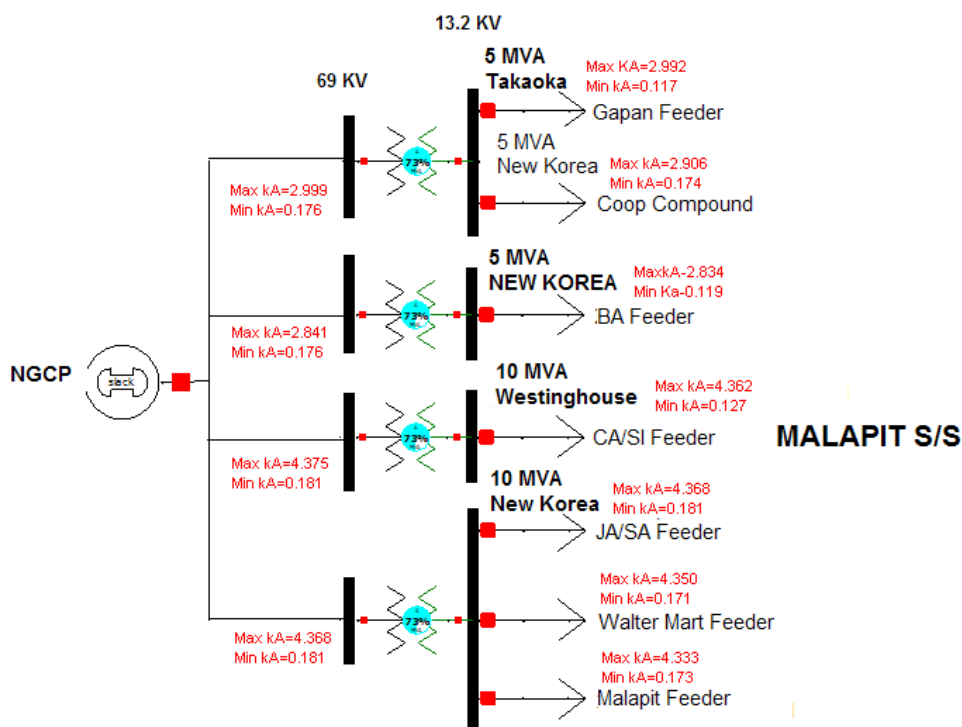 13.2 KV
69 KV
5 MVA
Takaoka
Max KA=2.992
Min kA=0.117
Gapan Feeder
5 MVA
New Korea
73%
Max kA=2.906
Min kA=0.174
Coop Compound
Max kA=2.999
Min kA=0.176
5 MVA
NEW KOREA
MaxkA-2.834
Min Ka-0.119
73%
BA Feeder
Max kA=2.841
Min kA=0.176
NGCP
slack
10 MVA
Westinghouse
Max kA=4.362
Min kA=0.127
73%
CA/SI Feeder
MALAPIT S/S
Max kA=4.375
Min kA=0.181
10 MVA
New Korea
Max kA=4.368
Min kA=0.181
JA/SA Feeder
Max kA=4.350
Min kA=0.171
73%
Walter Mart Feeder
Max kA=4.368
Min kA=0.181
Max kA=4.333
Min kA=0.173
Malapit Feeder